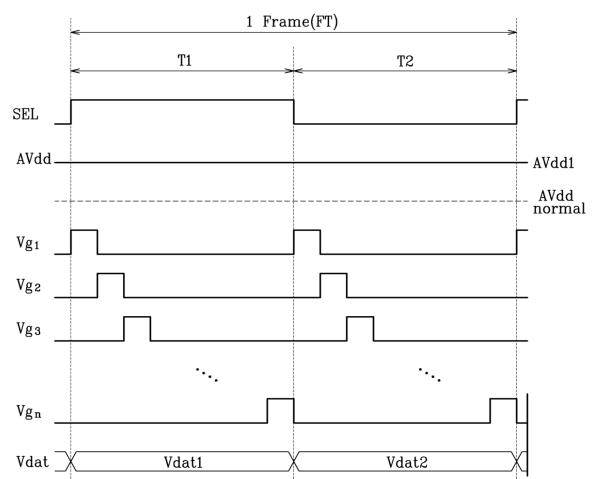 1 Frame(FT)
T1
T2
SEL
AVdd
AVdd1
AVdd
normal
Vg1
Vg2
Vg3
Vgn
Vdat
Vdat1
Vdat2